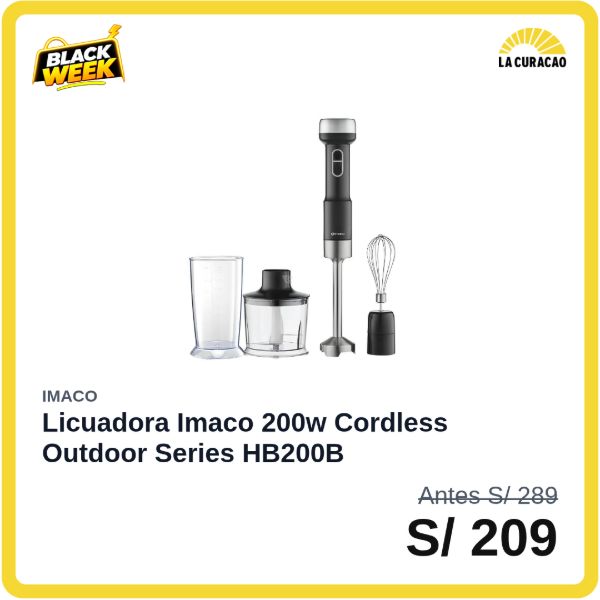 BLACK
WEEK
LA CURACAO
IMACO
Licuadora Imaco 200w Cordless
Outdoor Series HB200B
Antes S/ 289
S/ 209